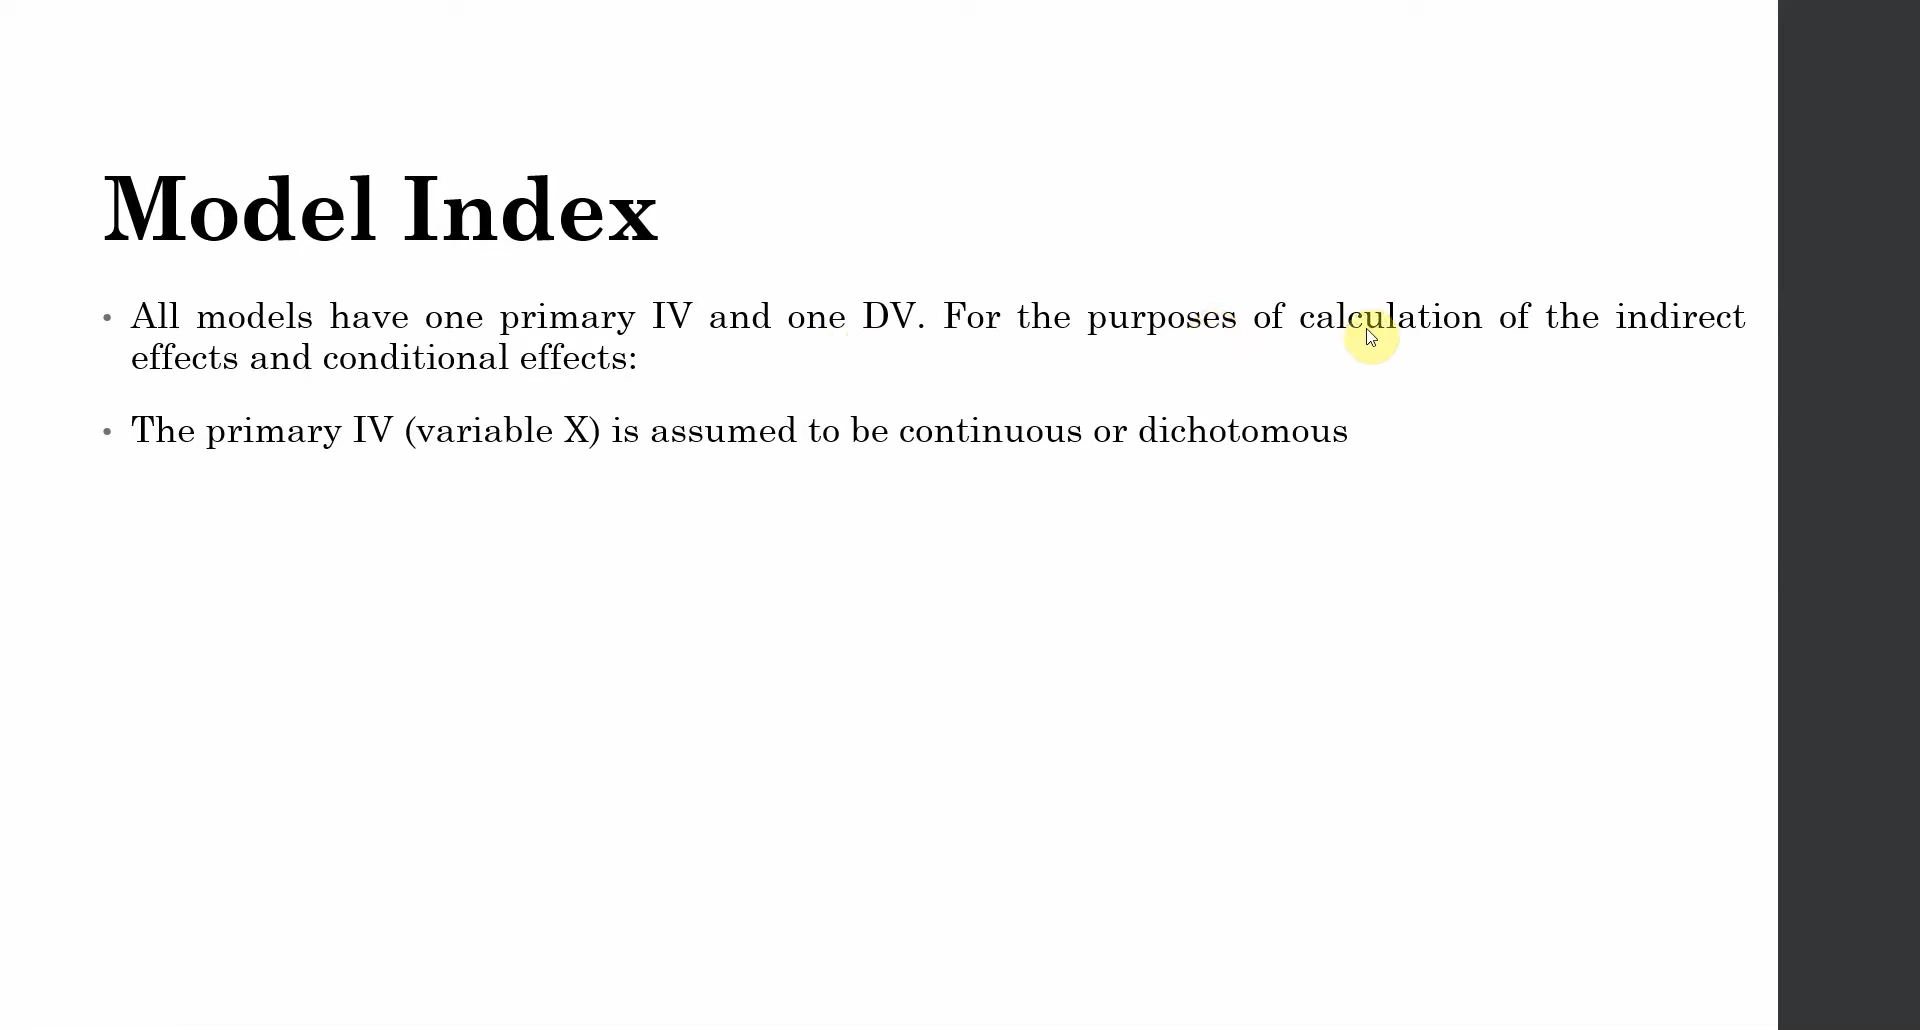 Model Index
• All models have one primary IV and one DV. For the purposes of calculation of the indirect
effects and conditional effects:
• The primary IV (variable X) is assumed to be continuous or dichotomous